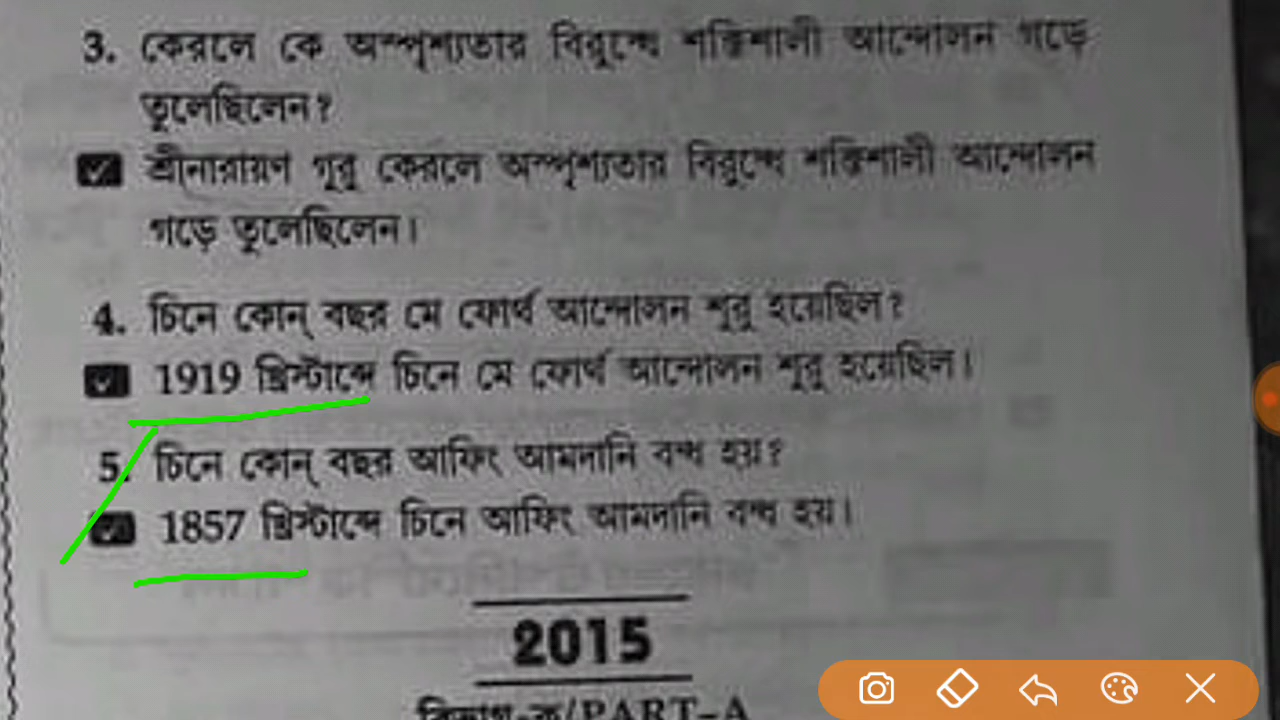 3. কেরলে কে অস্পৃশ্যতার বিরুদ্ধে শক্তিশালী আন্দোলন গড়ে
তুলেছিলেন?
শ্রীনারায়ণ গুরু কেরলে অস্পৃশ্যতার বিরুদ্ধে শক্তিশালী আন্দোলন
গড়ে তুলেছিলেন।
4. চিনে কোন্ বছর মে ফোর্থ আন্দোলন শুরু হয়েছিল?
1919 খ্রিস্টাব্দে চিনে মে ফোর্থ আন্দোলন শুরু হয়েছিল।
5. চিনে কোন্ বছর আফিং আমদানি বন্ধ হয়?
1857 খ্রিস্টাব্দে চিনে আফিং আমদানি বন্ধ হয়।
2015
বিভাগ-ক/PART-A